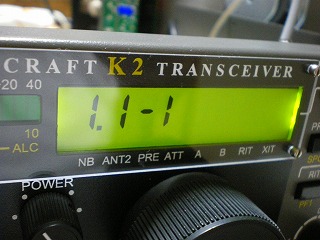 CRAFT K2 TRANSCEIVER
20 40
1.1-1
10
ALC
NB ANT2 PRE ATT A B RIT XIT
POWER